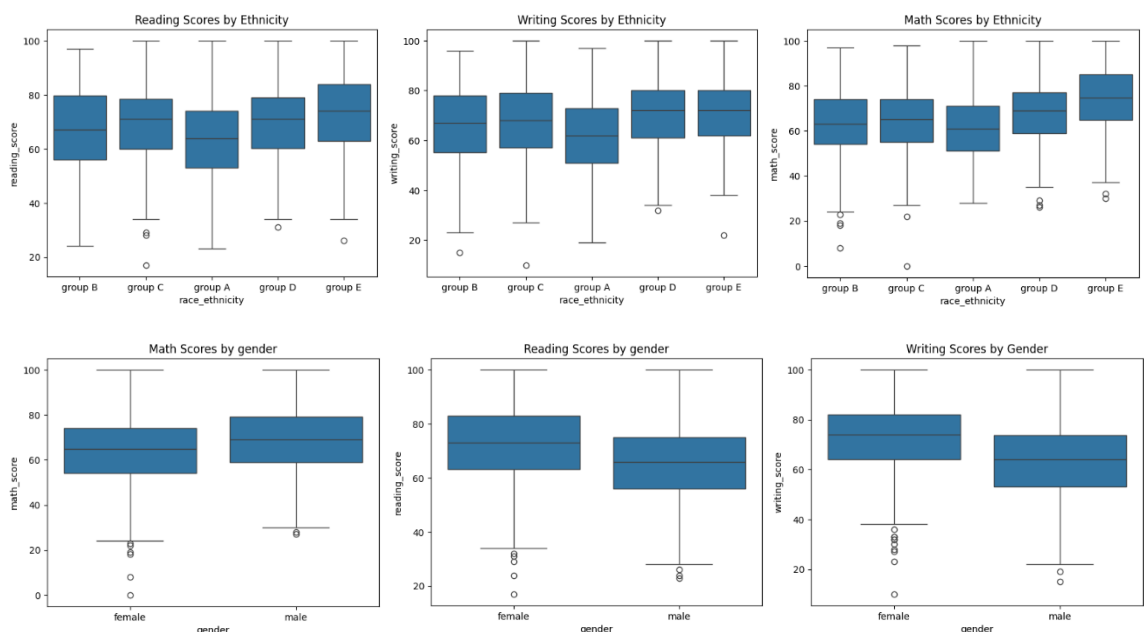 Reading Scores by Ethnicity
100
80
60
40
20
reading_score
group B group C group A group D group E
race_ethnicity
Writing Scores by Ethnicity
100
80
60
40
20
writing_score
group B group C group A group D group E
race_ethnicity
Math Scores by Ethnicity
100
80
60
40
20
0
math_score
group B group C group A group D group E
race_ethnicity
Math Scores by gender
100
80
60
40
20
0
math_score
female male
gender
Reading Scores by gender
100
80
60
40
20
reading_score
female male
gender
Writing Scores by Gender
100
80
60
40
20
writing_score
female male
gender